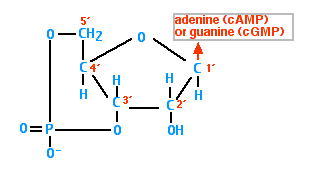 adenine (cAMP)
or guanine (cGMP)
5′
O CH2 O
4′ C C 1′
H H H H
3′ C C 2′
O=P O OH
O–